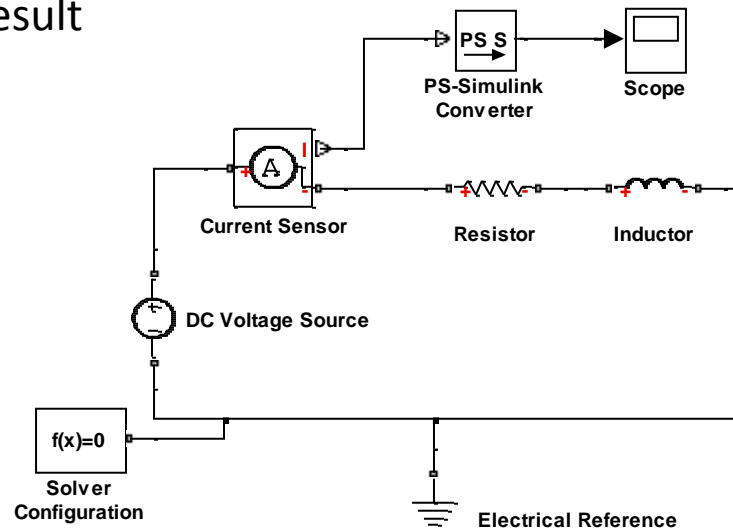 esult
PS S
PS-Simulink
Converter
Scope
A
I
+
-
Current Sensor
+
-
Resistor
+
-
Inductor
+
DC Voltage Source
f(x)=0
Solver
Configuration
Electrical Reference